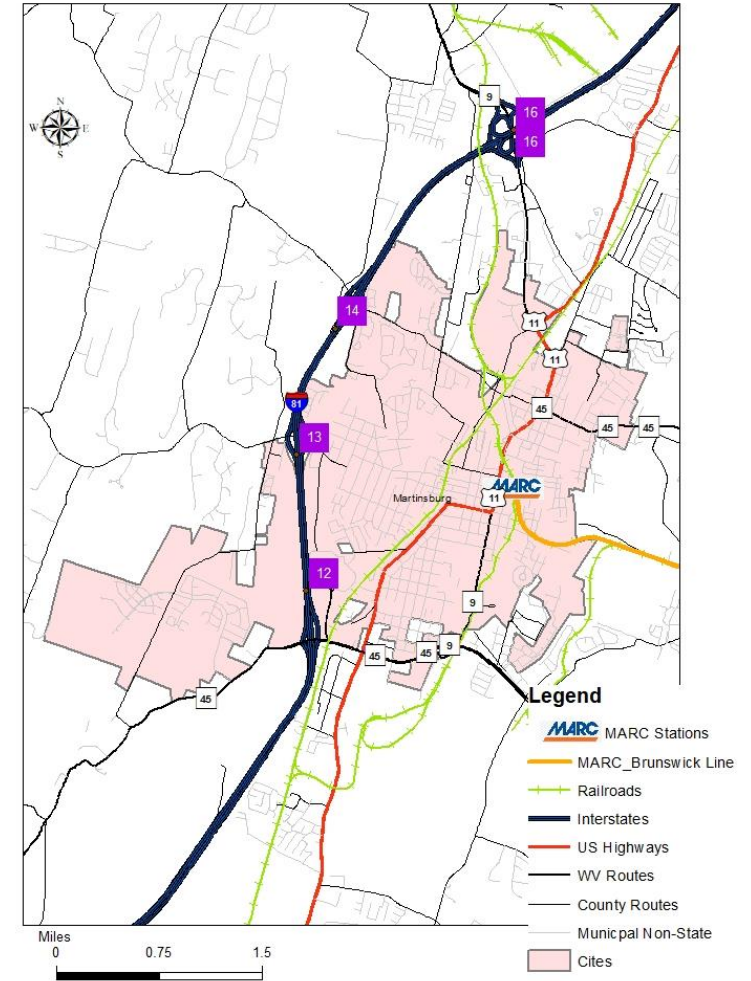 N
W E
S
9
16
16
14
11
11
81
45
45
45
13
MARC
11
Martinsburg
12
9
9
45
45
45
Legend
MARC MARC Stations
MARC_Brunswick Line
Railroads
Interstates
US Highways
WV Routes
County Routes
Municpal Non-State
Cites
Miles
0 0.75 1.5